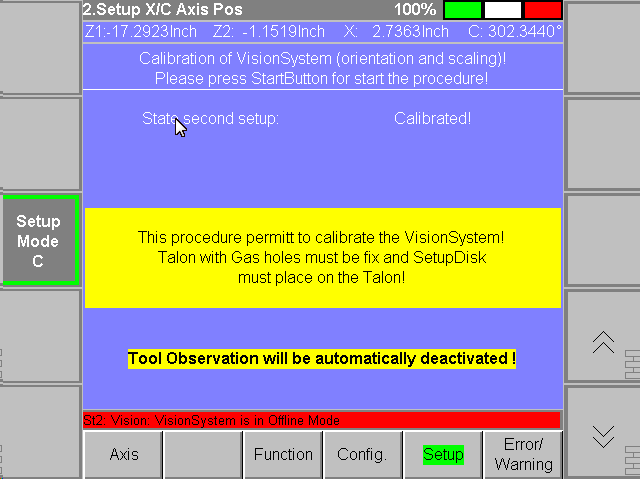 2.Setup X/C Axis Pos 100%
Z1:-17.2923Inch Z2: -1.1519Inch X: 2.7363Inch C: 302.3440°
Calibration of VisionSystem (orientation and scaling)!
Please press StartButton for start the procedure!
State second setup: Calibrated!
Setup
Mode
C
This procedure permitt to calibrate the VisionSystem!
Talon with Gas holes must be fix and SetupDisk
must place on the Talon!
Tool Observation will be automatically deactivated !
St2: Vision: VisionSystem is in Offline Mode
Axis Function Config. Setup Error/
Warning